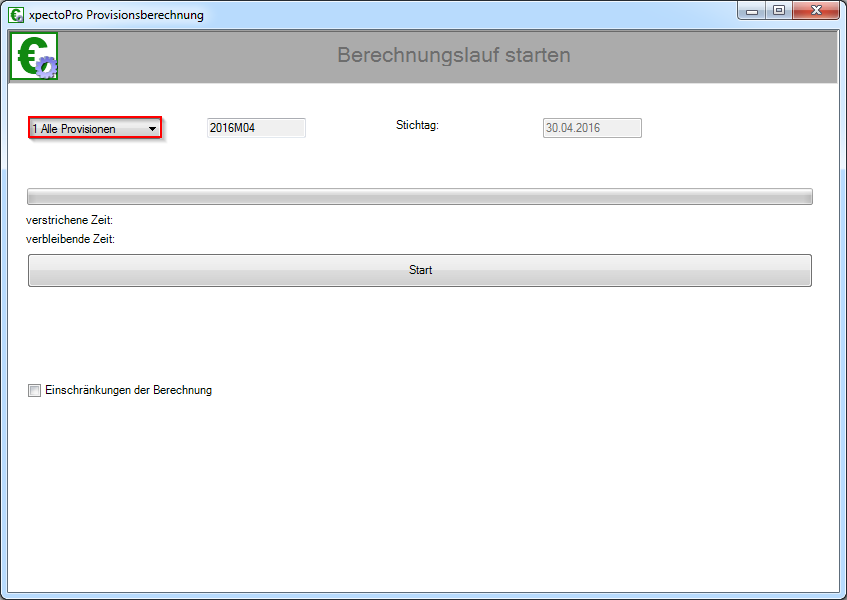 xpectoPro Provisionsberechnung
Berechnungslauf starten
1 Alle Provisionen
2016M04
Stichtag:
30.04.2016
verstrichene Zeit:
verbleibende Zeit:
Start
Einschränkungen der Berechnung